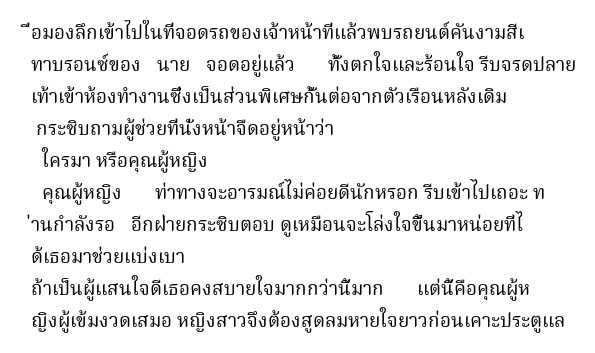 ื่อมองลึกเข้าไปในที่จอดรถของเจ้าหน้าที่แล้วพบรถยนต์คันงามสีเ
ทาบรอนซ์ของ นาย จอดอยู่แล้ว ทั้งตกใจและร้อนใจ รีบจรดปลาย
เท้าเข้าห้องทำงานซึ่งเป็นส่วนพิเศษกั้นต่อจากตัวเรือนหลังเดิม
กระซิบถามผู้ช่วยที่นั่งหน้าจืดอยู่หน้าว่า
ใครมา หรือคุณผู้หญิง
คุณผู้หญิง ท่าทางจะอารมณ์ไม่ค่อยดีนักหรอก รีบเข้าไปเถอะ ท
่านกำลังรอ อีกฝ่ายกระซิบตอบ ดูเหมือนจะโล่งใจขึ้นมาหน่อยที่ไ
ด้เธอมาช่วยแบ่งเบา
ถ้าเป็นผู้แสนใจดีเธอคงสบายใจมากกว่านี้มาก แต่นี้คือคุณผู้ห
ญิงผู้เข้มงวดเสมอ หญิงสาวจึงต้องสูดลมหายใจยาวก่อนเคาะประตูแล